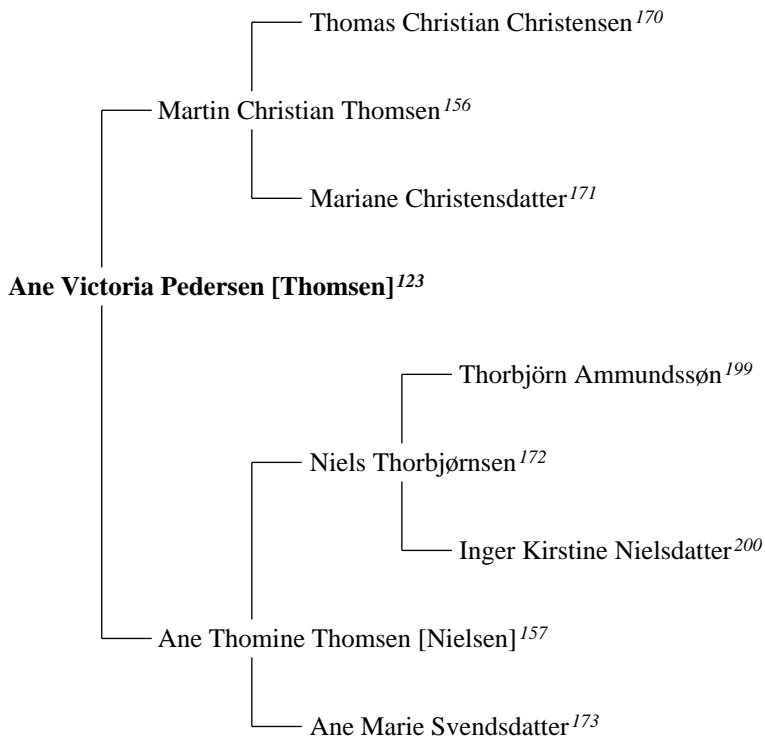 Thomas Christian Christensen170
Martin Christian Thomsen156
Mariane Christensdatter171
Ane Victoria Pedersen [Thomsen]123
Thorbjörn Ammundssøn199
Niels Thorbjørnsen172
Inger Kirstine Nielsdatter200
Ane Thomine Thomsen [Nielsen]157
Ane Marie Svendsdatter173